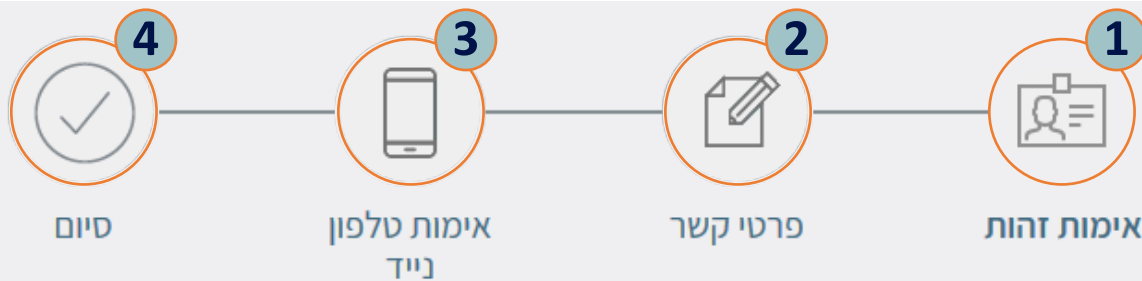 1
אימות זהות
2
פרטי קשר
3
אימות טלפון
נייד
4
סיום